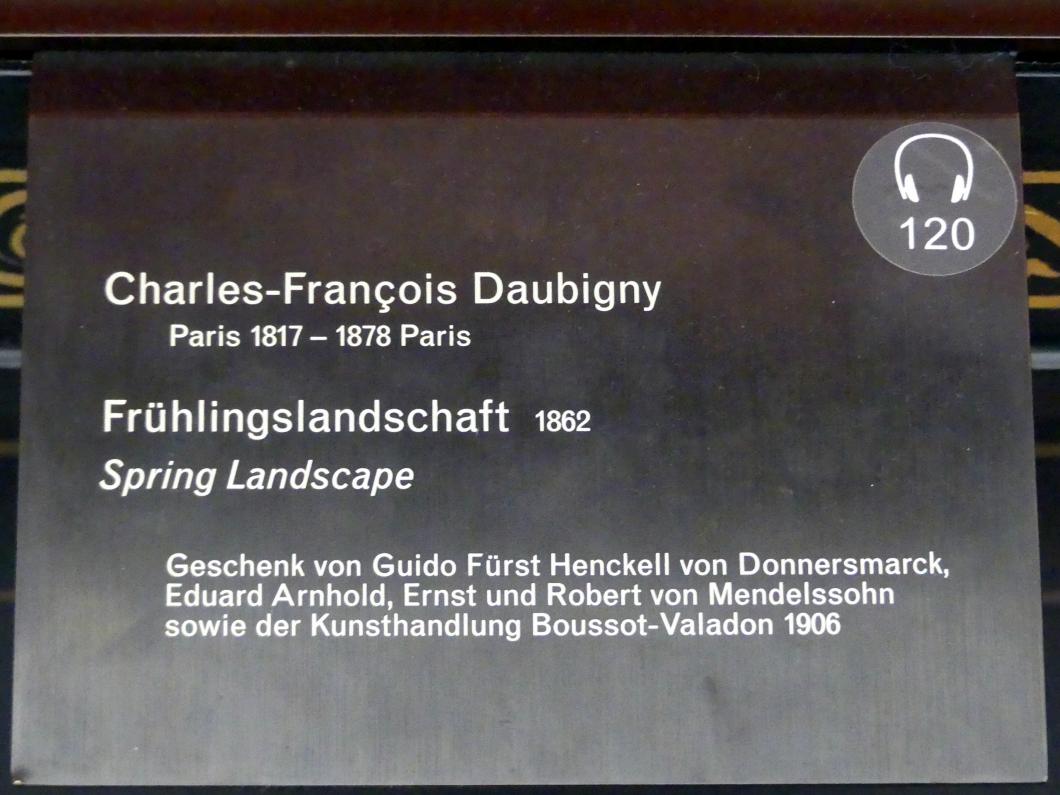 120
Charles-François Daubigny
Paris 1817 – 1878 Paris
Frühlingslandschaft 1862
Spring Landscape
Geschenk von Guido Fürst Henckell von Donnersmarck,
Eduard Arnhold, Ernst und Robert von Mendelssohn
sowie der Kunsthandlung Boussot-Valadon 1906